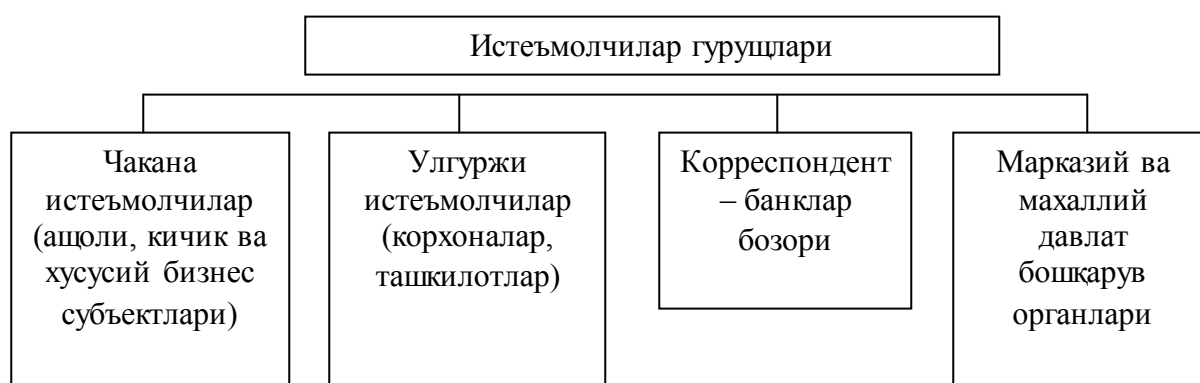 Истеъмолчилар гурущлари
Чакана
истеъмолчилар
(ащоли, кичик ва
хусусий бизнес
субъектлари)
Улгуржи
истеъмолчилар
(корхоналар,
ташкилотлар)
Корреспондент
– банклар
бозори
Марказий ва
махаллий
давлат
бошқарув
органлари